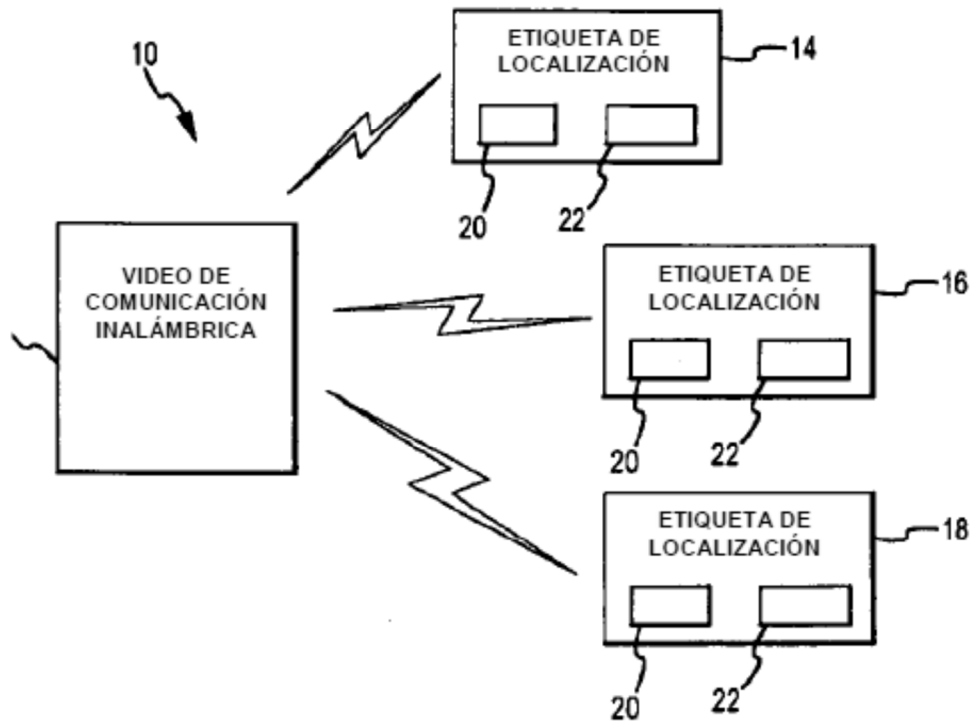 10
ETIQUETA DE
LOCALIZACIÓN
14
20
22
VIDEO DE
COMUNICACIÓN
INALÁMBRICA
ETIQUETA DE
LOCALIZACIÓN
16
20
22
ETIQUETA DE
LOCALIZACIÓN
18
20
22